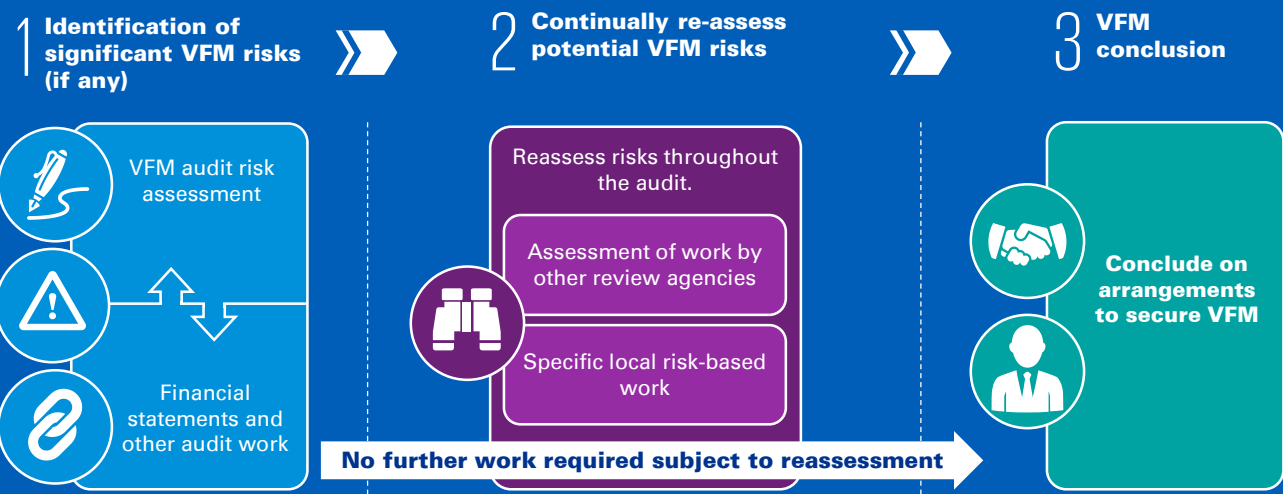 1 Identification of
significant VFM risks
(if any)
2 Continually re-assess
potential VFM risks
3 VFM
conclusion
VFM audit risk
assessment
Financial
statements and
other audit work
Reassess risks throughout
the audit.
Assessment of work by
other review agencies
Specific local risk-based
work
Conclude on
arrangements
to secure VFM
No further work required subject to reassessment